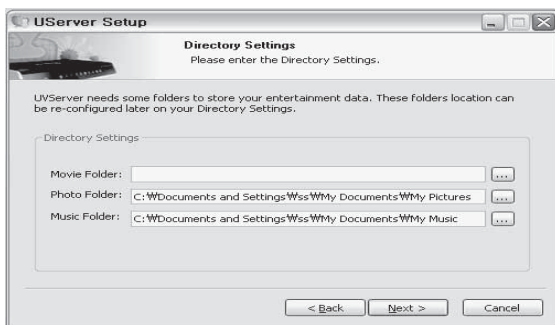 UServer Setup
Directory Settings
Please enter the Directory Settings.
UVServer needs some folders to store your entertainment data. These folders location can
be re-configured later on your Directory Settings.
Directory Settings
Movie Folder:
...
Photo Folder: C:₩Documents and Settings₩ss₩My Documents₩My Pictures ...
Music Folder: C:₩Documents and Settings₩ss₩My Documents₩My Music ...
< Back Next > Cancel